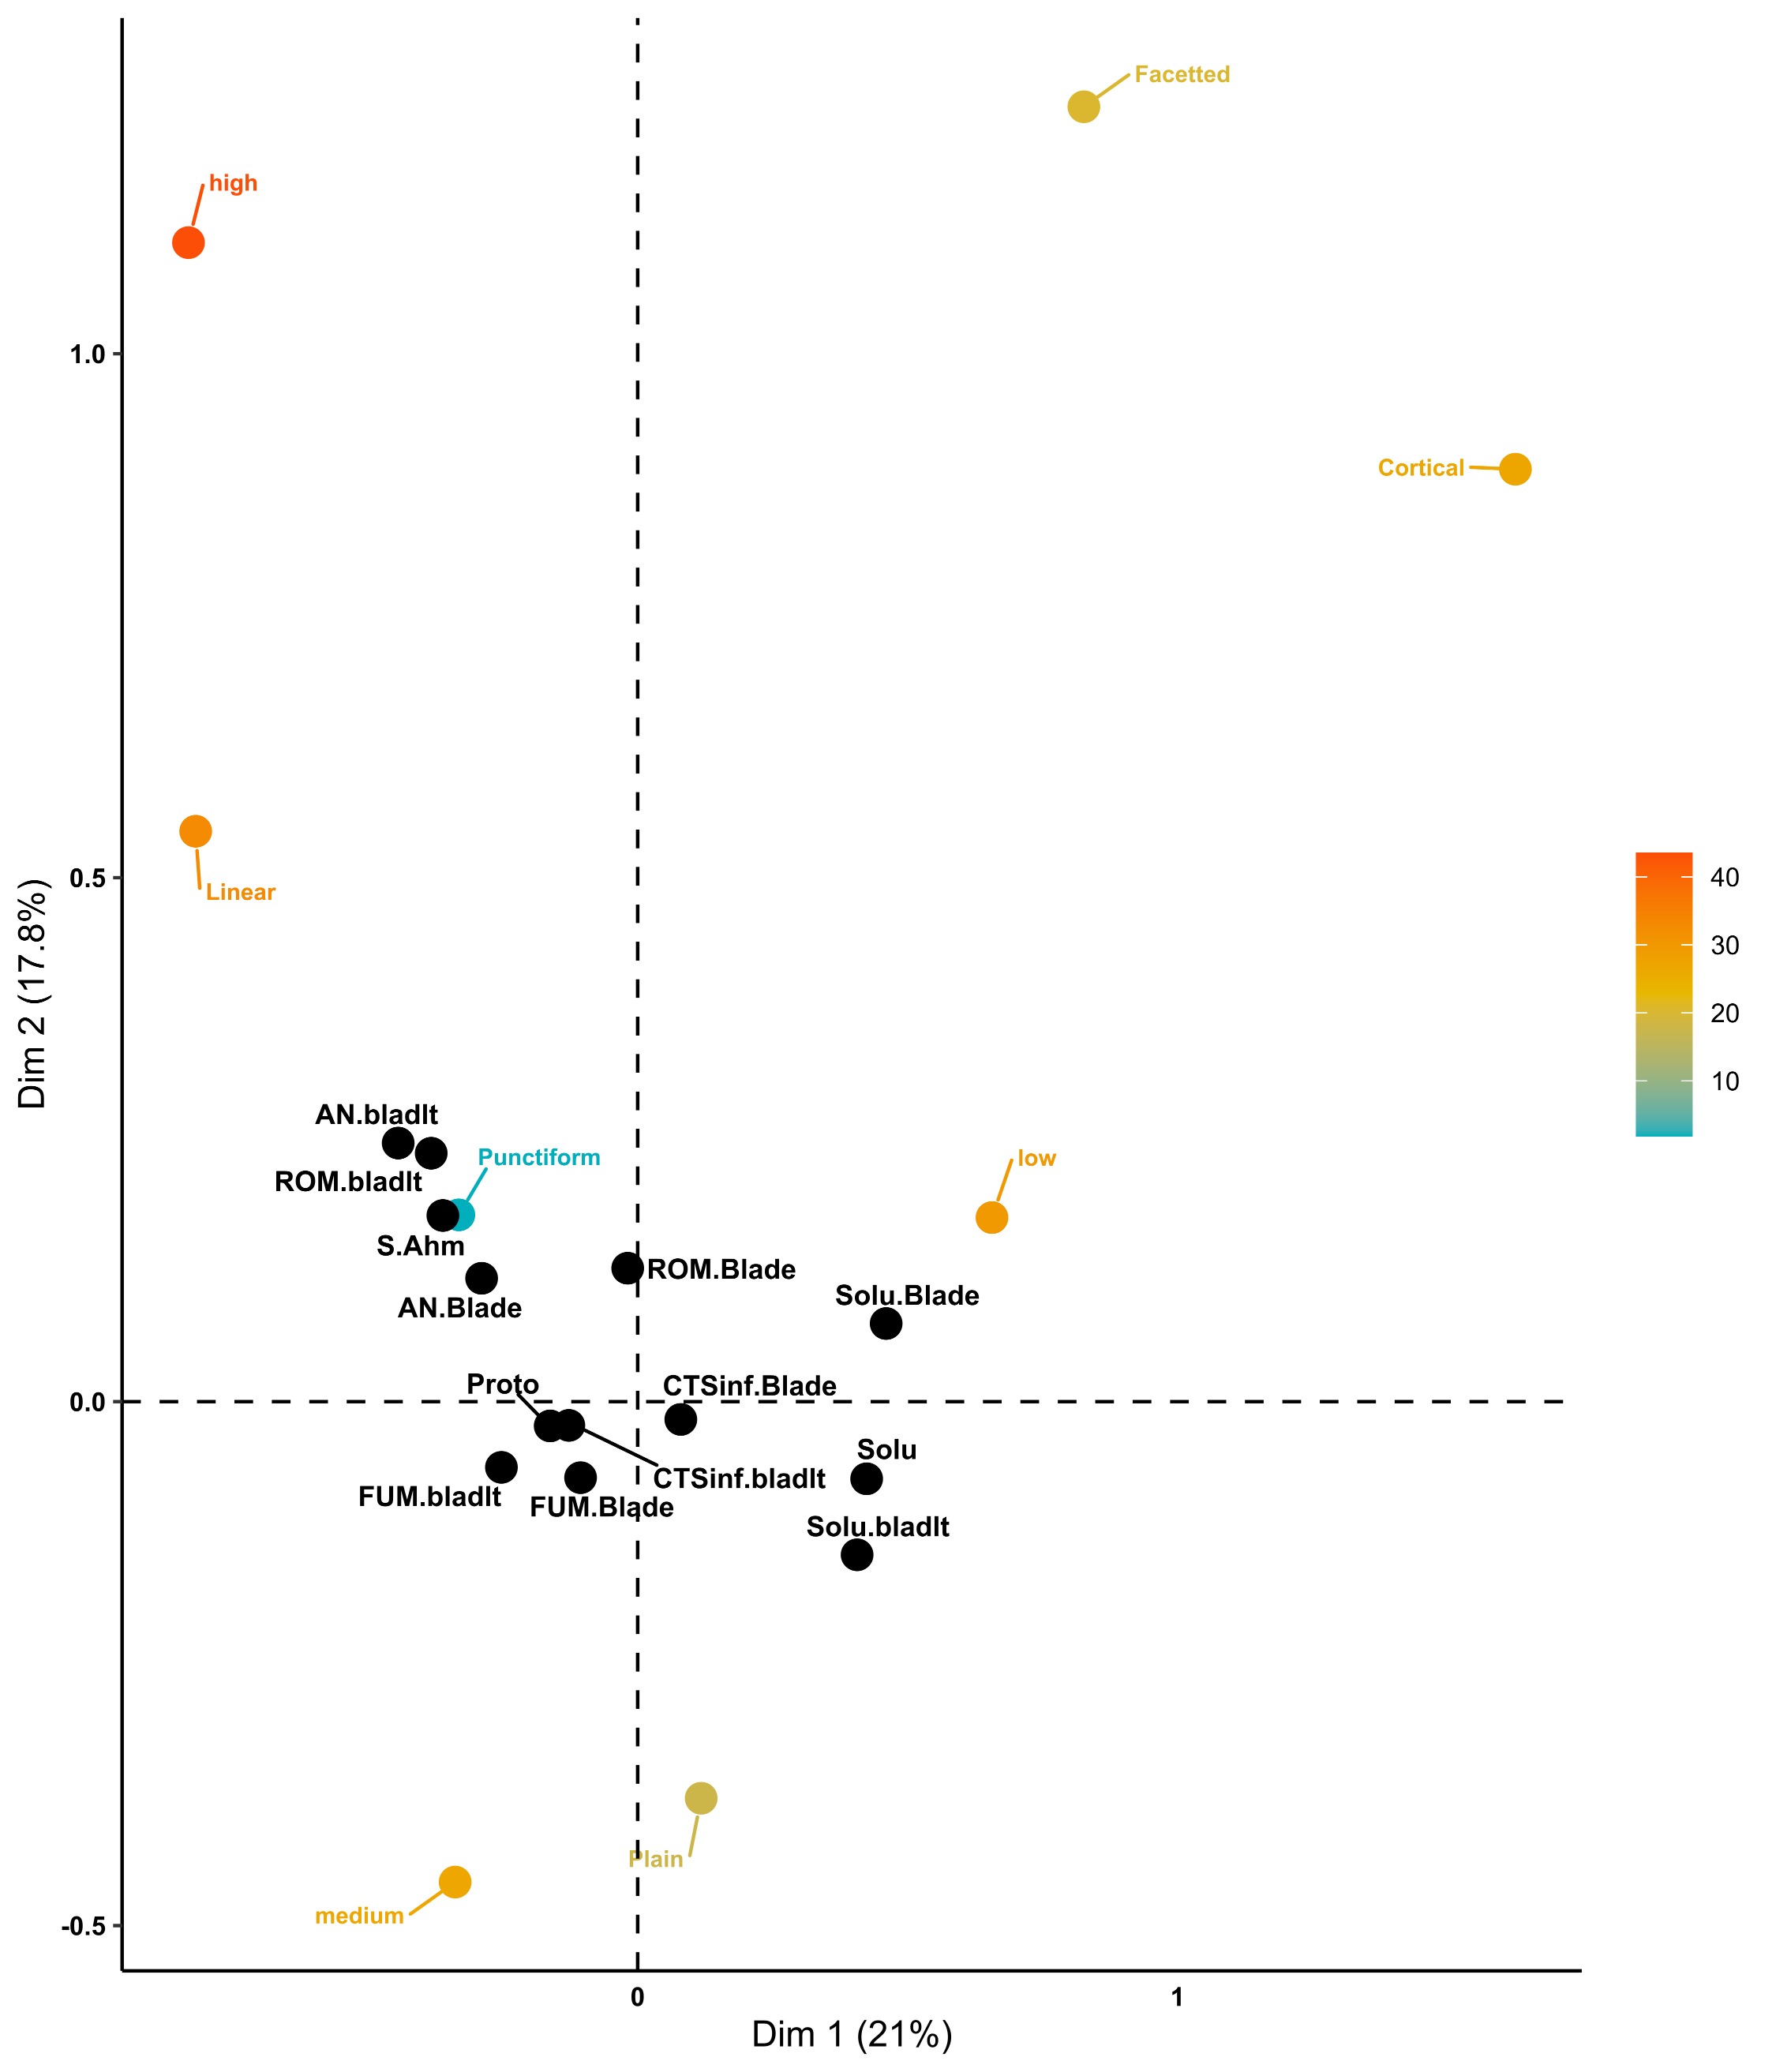 Facetted
high
1.0
Cortical
0.5
Linear
40
30
20
10
Dim 2 (17.8%)
AN.bladlt
Punctiform
low
ROM.bladlt
S.Ahm
ROM.Blade
AN.Blade
Solu.Blade
Proto
CTSinf.Blade
0.0
Solu
CTSinf.bladlt
FUM.bladlt
FUM.Blade
Solu.bladlt
Plain
medium
-0.5
0
1
Dim 1 (21%)